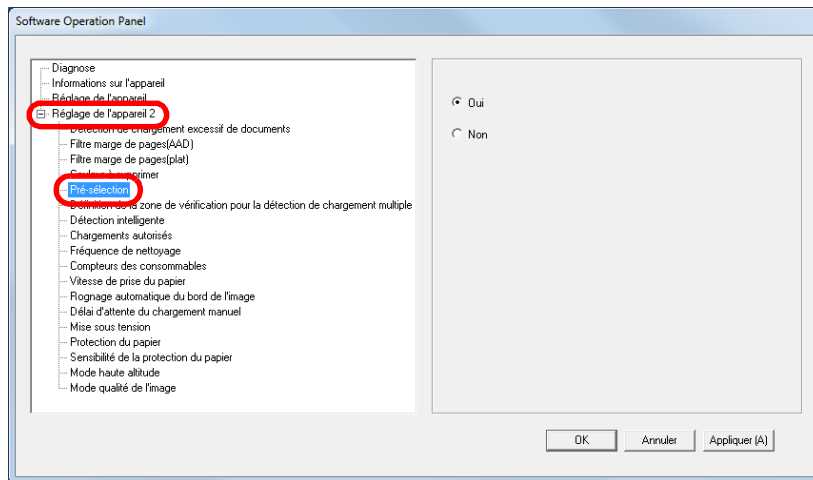 Software Operation Panel
Diagnose
Informations sur l'appareil
Réglage de l'appareil
Réglage de l'appareil 2
Détection de chargement excessif de documents
Filtre marge de pages(AAD)
Filtre marge de pages(plat)
Couleur à supprimer
Pré-sélection
Définition de la zone de vérification pour la détection de chargement multiple
Détection intelligente
Chargements autorisés
Fréquence de nettoyage
Compteurs des consommables
Vitesse de prise du papier
Rognage automatique du bord de l'image
Délai d'attente du chargement manuel
Mise sous tension
Protection du papier
Sensibilité de la protection du papier
Mode haute altitude
Mode qualité de l'image
Oui
Non
OK
Annuler
Appliquer (A)